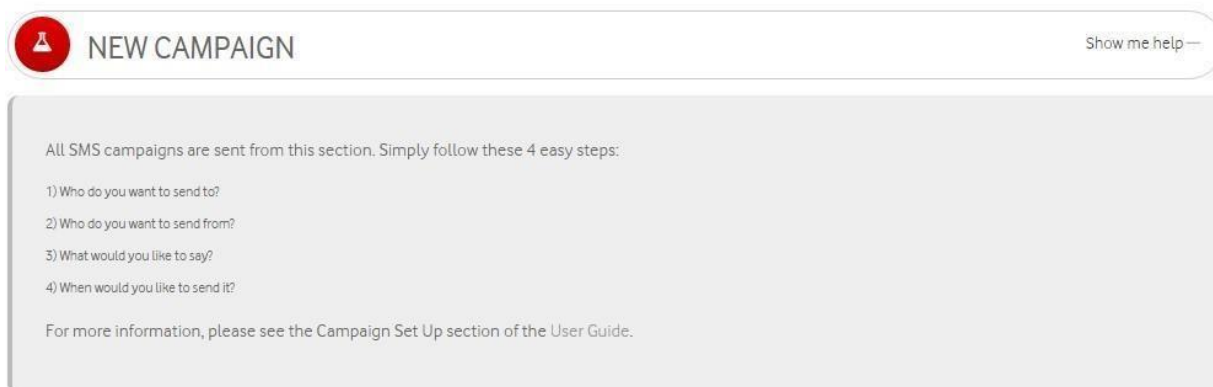 NEW CAMPAIGN
Show me help —
All SMS campaigns are sent from this section. Simply follow these 4 easy steps:
1) Who do you want to send to?
2) Who do you want to send from?
3) What would you like to say?
4) When would you like to send it?
For more information, please see the Campaign Set Up section of the User Guide.